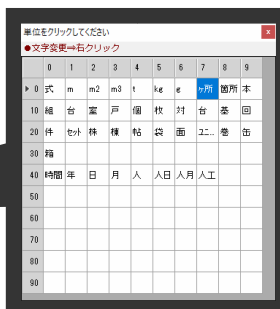 単位をクリックしてください
●文字変更⇒右クリック
0 1 2 3 4 5 6 7 8 9
0 式 m m2 m3 t kg g ヶ所 箇所 本
10 組 台 室 戸 個 枚 対 台 基 回
20 件 セット 株 棟 帖 袋 面 ユニ... 巻 缶
30 箱
40 時間 年 日 月 人 人日 人月 人工
50
60
70
80
90